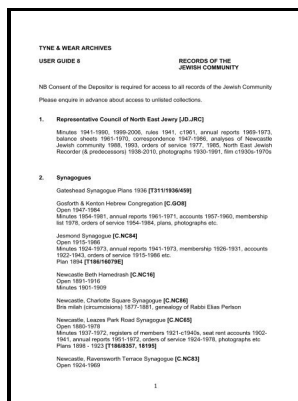 TYNE & WEAR ARCHIVES
USER GUIDE 8 RECORDS OF THE
JEWISH COMMUNITY
NB Consent of the Depositor is required for access to all records of the Jewish Community
Please enquire in advance about access to unlisted collections.
1. Representative Council of North East Jewry [JD.JRC]
Minutes 1941-1990, 1999-2006, rules 1941, c1961, annual reports 1969-1973,
balance sheets 1961-1970, correspondence 1947-1986, analyses of Newcastle
Jewish community 1988, 1993, orders of service 1977, 1985, North East Jewish
Recorder (& predecessors) 1938-2010, photographs 1930-1991, film c1930s-1970s
2. Synagogues
Gateshead Synagogue Plans 1936 [T311/1936/459]
Gosforth & Kenton Hebrew Congregation [C.GO8]
Open 1947-1984
Minutes 1954-1981, annual reports 1961-1971, accounts 1957-1960, membership
list 1978, orders of service 1954-1984, plans, photographs etc.
Jesmond Synagogue [C.NC84]
Open 1915-1986
Minutes 1924-1973, annual reports 1941-1973, membership 1926-1931, accounts
1922-1943, orders of service 1915-1986 etc.
Plan 1894 [T186/16079E]
Newcastle Beth Hamedrash [C.NC16]
Open 1891-1916
Minutes 1901-1909
Newcastle, Charlotte Square Synagogue [C.NC86]
Bris milah (circumcisions) 1877-1881, genealogy of Rabbi Elias Perlson
Newcastle, Leazes Park Road Synagogue [C.NC65]
Open 1880-1978
Minutes 1937-1972, registers of members 1921-c1940s, seat rent accounts 1902-
1941, annual reports 1951-1972, orders of service 1924-1978, photographs etc
Plans 1898 - 1923 [T186/8357, 18195]
Newcastle, Ravensworth Terrace Synagogue [C.NC83]
Open 1924-1969
1